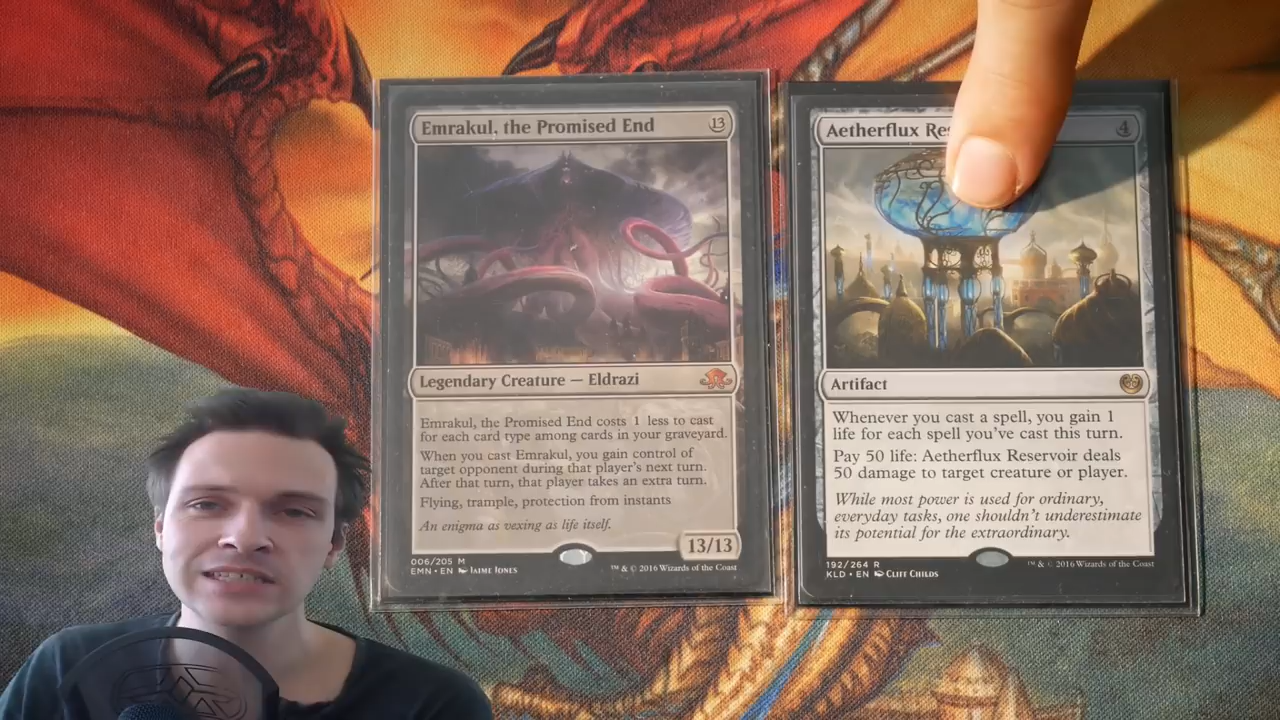 Emrakul, the Promised End 13
Legendary Creature — Eldrazi
Emrakul, the Promised End costs 1 less to cast
for each card type among cards in your graveyard.
When you cast Emrakul, you gain control of
target opponent during that player's next turn.
After that turn, that player takes an extra turn.
Flying, trample, protection from instants
An enigma as vexing as life itself.
13/13
006/205 M
EMN • EN Jaime Jones
™ & © 2016 Wizards of the Coast
Aetherflux 4
Artifact
Whenever you cast a spell, you gain 1
life for each spell you've cast this turn.
Pay 50 life: Aetherflux Reservoir deals
50 damage to target creature or player.
While most power is used for ordinary,
everyday tasks, one shouldn't underestimate
its potential for the extraordinary.
192/264 R
KLD • EN Cliff Childs
™ & © 2016 Wizards of the Coast